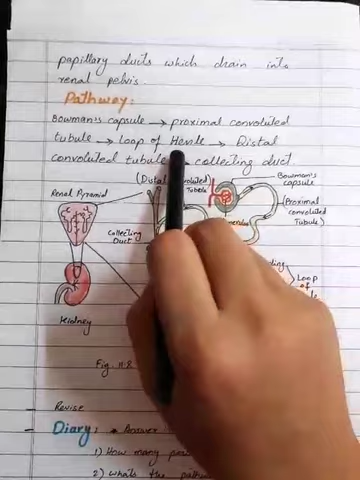 papillary ducts which drain into
renal pelvis.
Pathway:
Bowman's capsule → proximal convoluted
tubule → Loop of Henle → Distal
convoluted tubule collecting duct.
(Distal convoluted Tubule
Bowman's capsule
Renal Pyramid
(Proximal convoluted Tubule)
Collecting Duct
Loop of
Kidney
Fig. 11.8
Revise
Diary: * Answer
1) How many
2) whats the